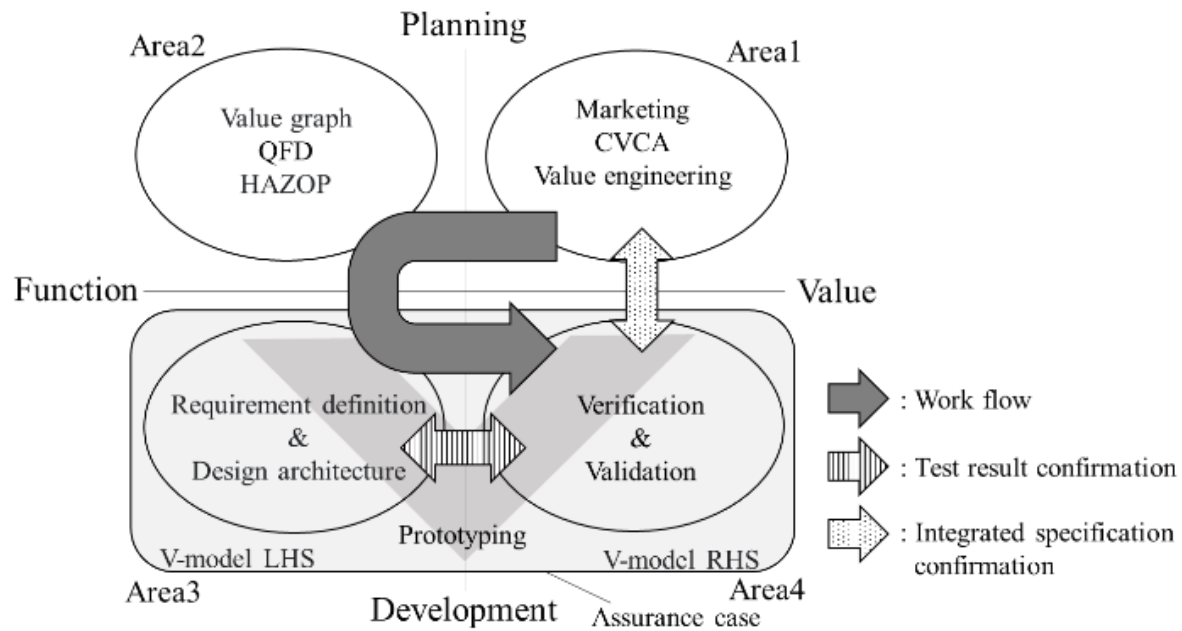 Planning
Area2
Area1
Value graph
QFD
HAZOP
Marketing
CVCA
Value engineering
Function
Value
Requirement definition
&
Design architecture
Verification
&
Validation
Prototyping
V-model LHS
V-model RHS
Area3
Area4
Development
Assurance case
: Work flow
: Test result confirmation
: Integrated specification
confirmation